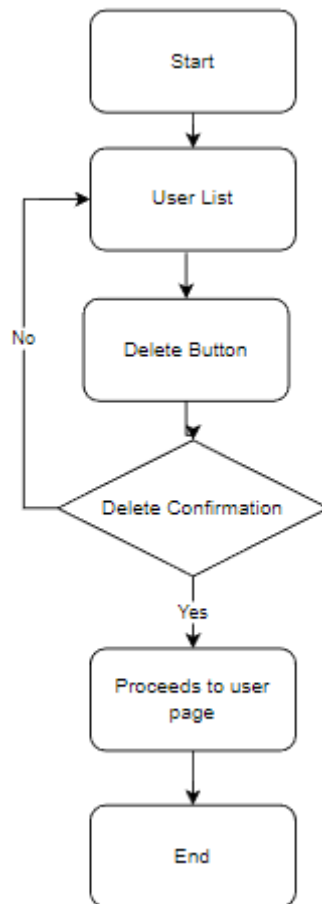 Start
User List
No
Delete Button
Delete Confirmation
Yes
Proceeds to user
page
End